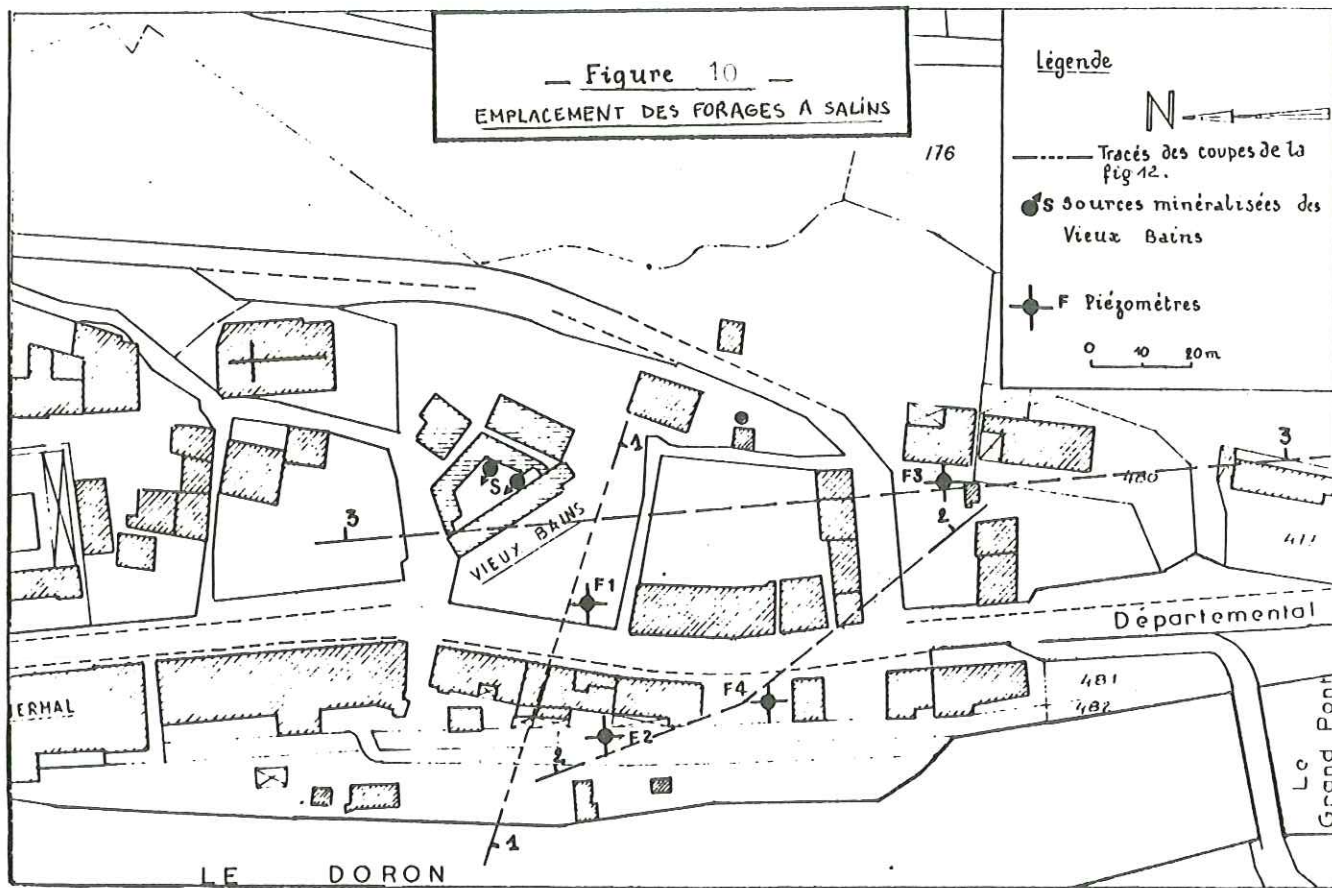 — Figure 10 —
EMPLACEMENT DES FORAGES A SALINS
Légende
N
Tracés des coupes de la
fig 12.
S Sources minéralisées des
Vieux Bains
F Piézomètres
0 10 20m
176
1
3
S
VIEUX BAINS
F1
F3
2
3
480
Départemental
F4
481
482
F2
2
1
THERMAL
Le
Grand Pont
LE DORON